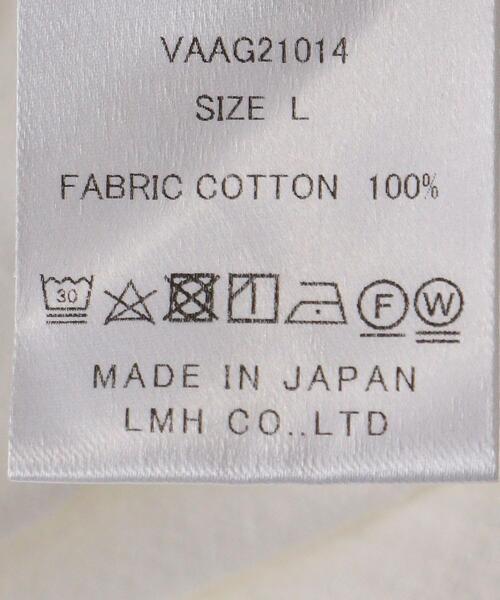 VAAG21014
SIZE L
FABRIC COTTON 100%
30 F W
MADE IN JAPAN
LMH CO.,LTD